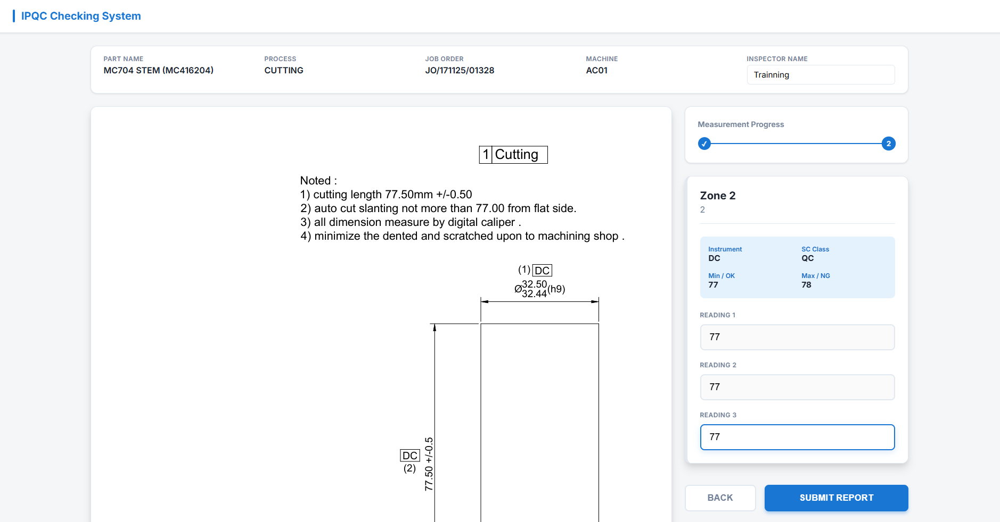 IPQC Checking System
PART NAME
MC704 STEM (MC416204)
PROCESS
CUTTING
JOB ORDER
JO/171125/01328
MACHINE
AC01
INSPECTOR NAME
Trainning
1 Cutting
Noted :
1) cutting length 77.50mm +/-0.50
2) auto cut slanting not more than 77.00 from flat side.
3) all dimension measure by digital caliper .
4) minimize the dented and scratched upon to machining shop .
(1) DC
Ø32.50
32.44(h9)
DC
(2)
77.50 +/-0.5
Measurement Progress
✓ 2
Zone 2
2
Instrument
DC
SC Class
QC
Min / OK
77
Max / NG
78
READING 1
77
READING 2
77
READING 3
77
BACK
SUBMIT REPORT